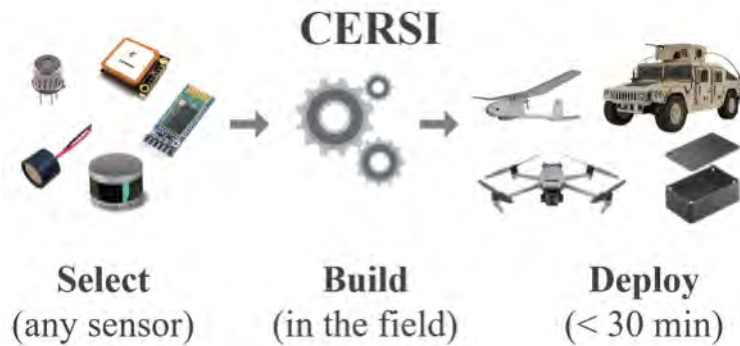 CERSI
Select
(any sensor)
Build
(in the field)
Deploy
(< 30 min)